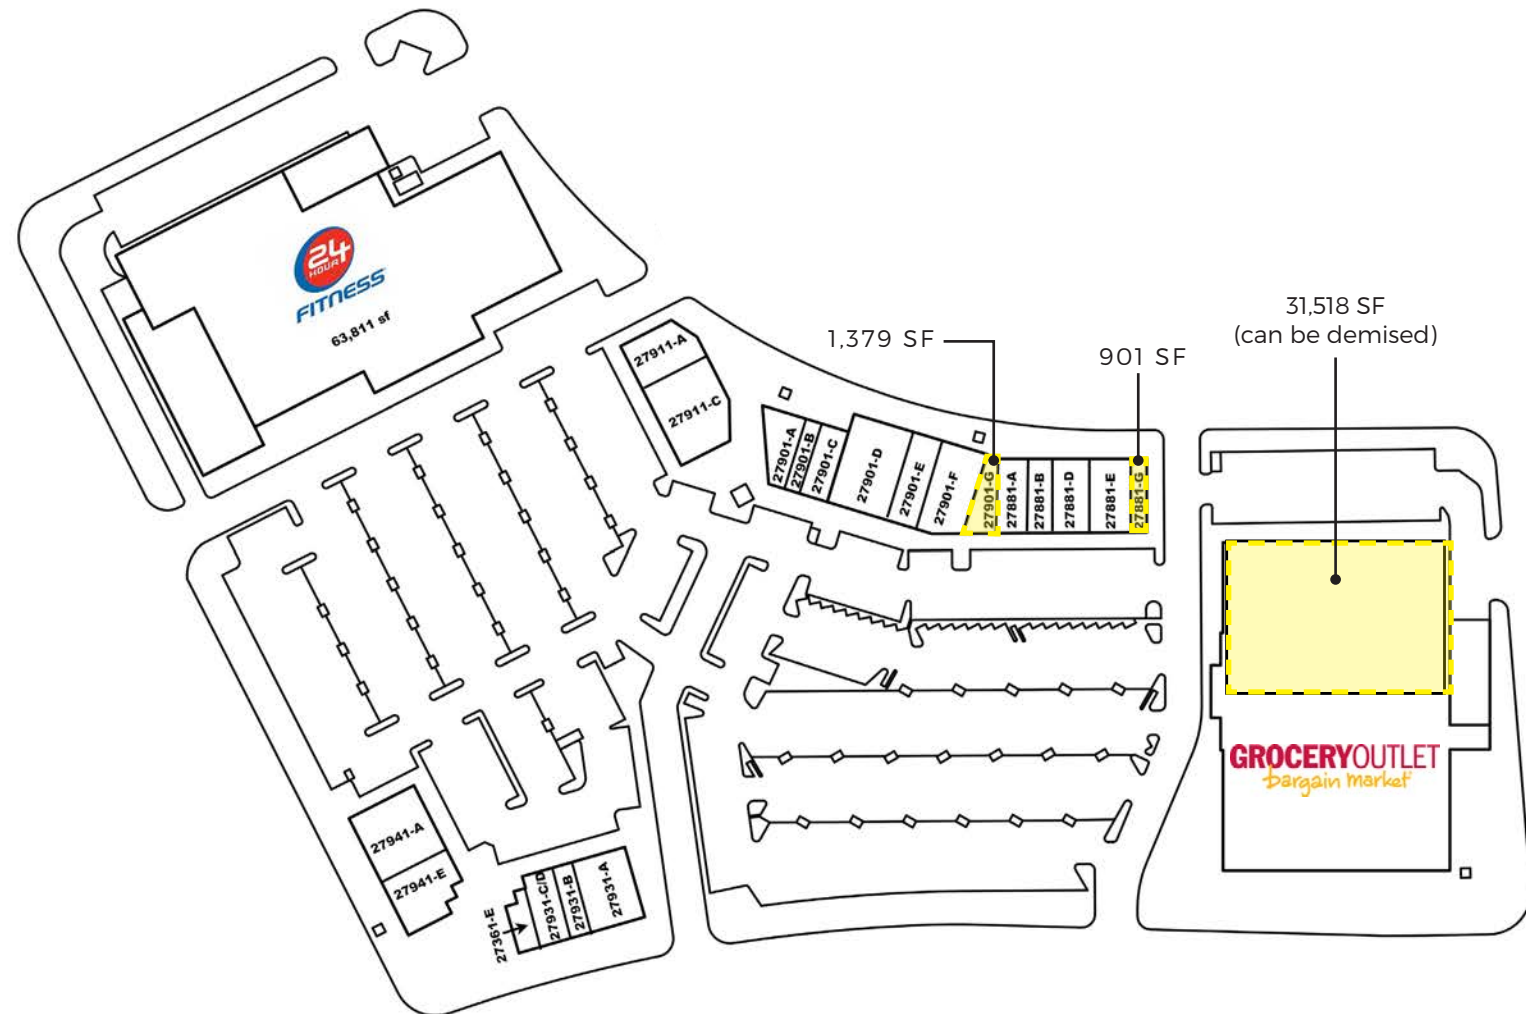 24
HOUR
FITNESS
63,811 sf
31,518 SF
(can be demised)
1,379 SF
901 SF
27911-A
27911-C
27901-A
27901-B
27901-C
27901-D
27901-E
27901-F
27901-G
27881-A
27881-B
27881-D
27881-E
27881-G
GROCERYOUTLET
bargain market
27941-A
27941-E
27361-E
27931-C/D
27931-B
27931-A